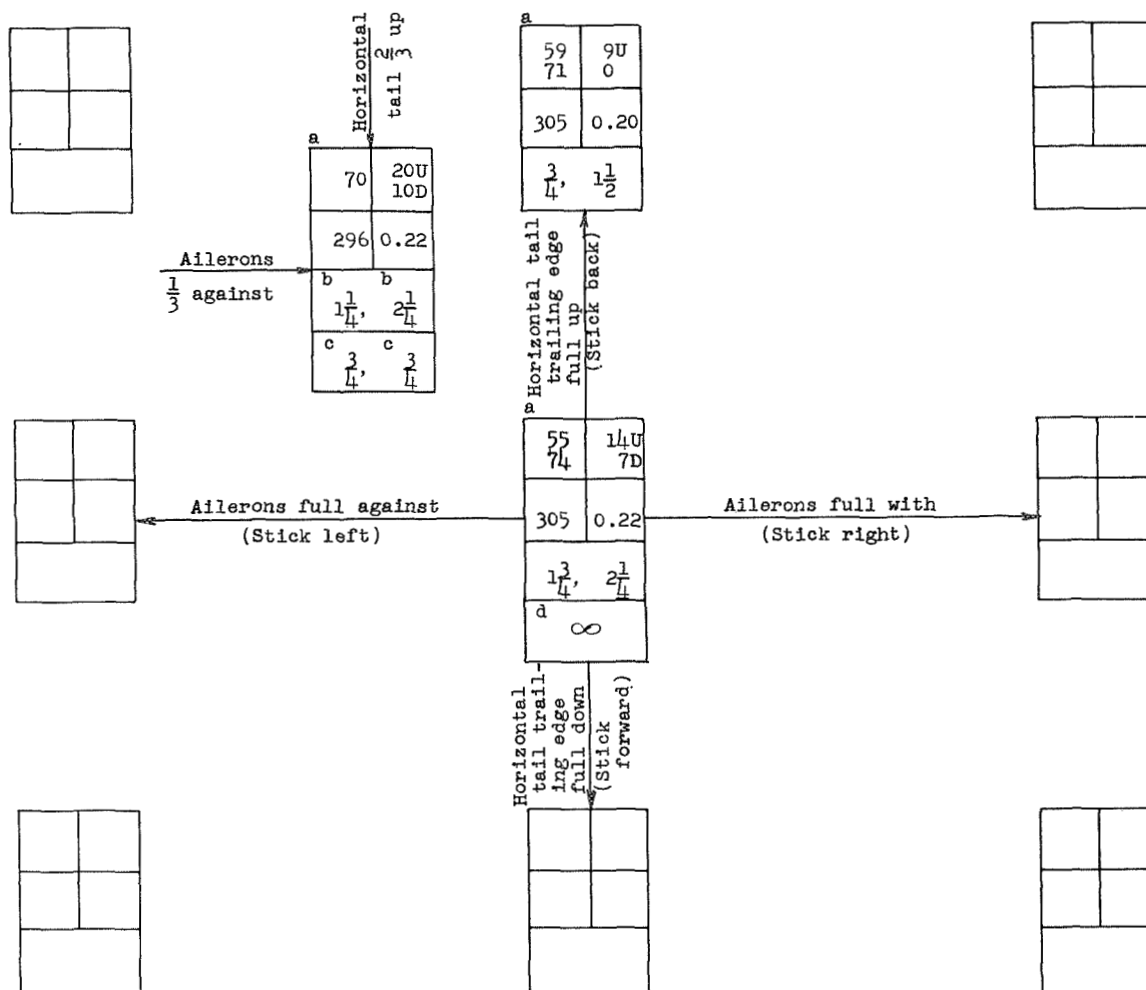 a
59 9U
71 0
305 0.20
3/4, 1 1/2
Horizontal
tail 2/3 up
a
70 20U
10D
296 0.22
b b
1 1/4, 2 1/4
c c
3/4, 3/4
Ailerons
1/3 against
Horizontal tail
trailing edge
full up
(Stick back)
a
55 14U
74 7D
305 0.22
1 3/4, 2 1/4
d
∞
Ailerons full against
(Stick left)
Ailerons full with
(Stick right)
Horizontal
tail trail-
ing edge
full down
(Stick
forward)